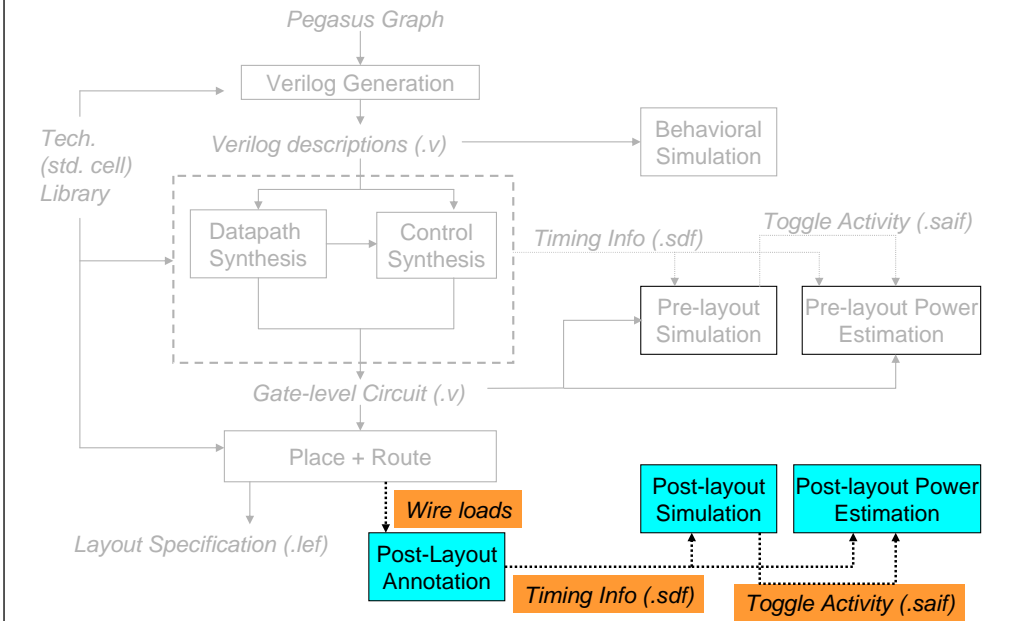 Pegasus Graph
Verilog Generation
Tech.
(std. cell)
Library
Verilog descriptions (.v)
Behavioral
Simulation
Datapath
Synthesis
Control
Synthesis
Timing Info (.sdf)
Toggle Activity (.saif)
Pre-layout
Simulation
Pre-layout Power
Estimation
Gate-level Circuit (.v)
Place + Route
Wire loads
Layout Specification (.lef)
Post-Layout
Annotation
Post-layout
Simulation
Post-layout Power
Estimation
Timing Info (.sdf)
Toggle Activity (.saif)